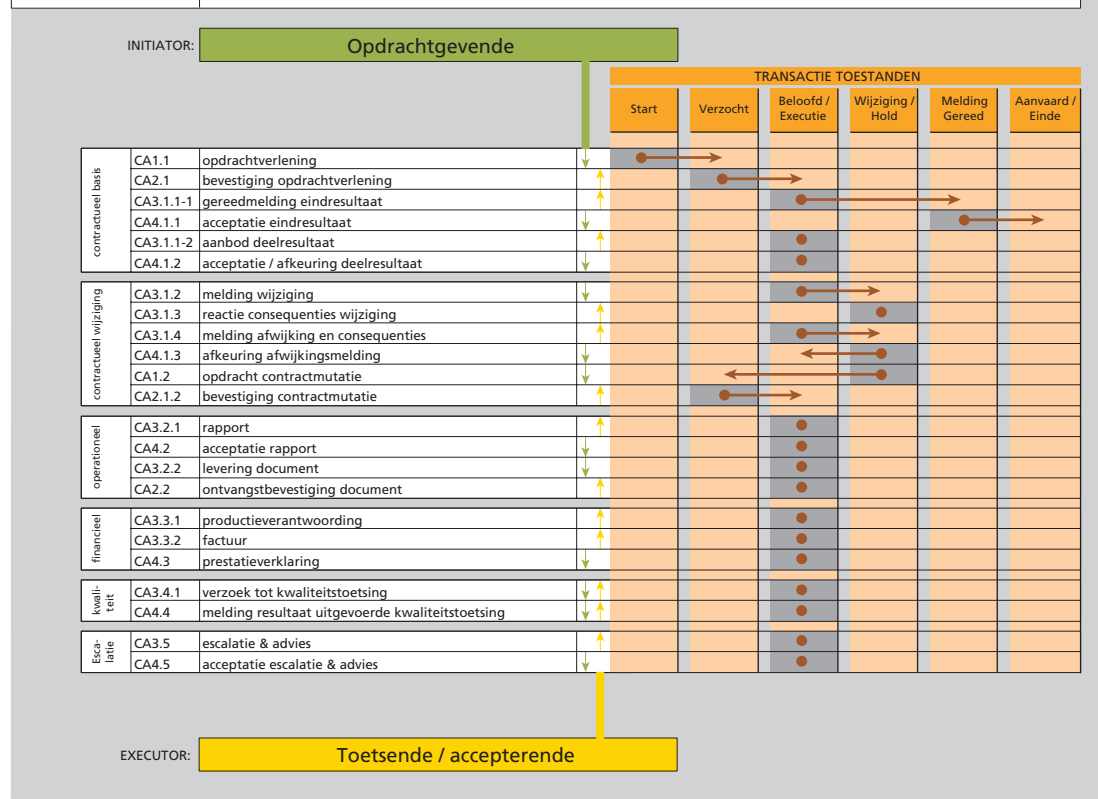 INITIATOR:
Opdrachtgevende
TRANSACTIE TOESTANDEN
Start
Verzocht
Beloofd /
Executie
Wijziging /
Hold
Melding
Gereed
Aanvaard /
Einde
contractueel basis
CA1.1 opdrachtverlening
CA2.1 bevestiging opdrachtverlening
CA3.1.1-1 gereedmelding eindresultaat
CA4.1.1 acceptatie eindresultaat
CA3.1.1-2 aanbod deelresultaat
CA4.1.2 acceptatie / afkeuring deelresultaat
contractueel wijziging
CA3.1.2 melding wijziging
CA3.1.3 reactie consequenties wijziging
CA3.1.4 melding afwijking en consequenties
CA4.1.3 afkeuring afwijkingsmelding
CA1.2 opdracht contractmutatie
CA2.1.2 bevestiging contractmutatie
operationeel
CA3.2.1 rapport
CA4.2 acceptatie rapport
CA3.2.2 levering document
CA2.2 ontvangstbevestiging document
financieel
CA3.3.1 productieverantwoording
CA3.3.2 factuur
CA4.3 prestatieverklaring
kwali-
teit
CA3.4.1 verzoek tot kwaliteitstoetsing
CA4.4 melding resultaat uitgevoerde kwaliteitstoetsing
Esca-
latie
CA3.5 escalatie & advies
CA4.5 acceptatie escalatie & advies
EXECUTOR:
Toetsende / accepterende